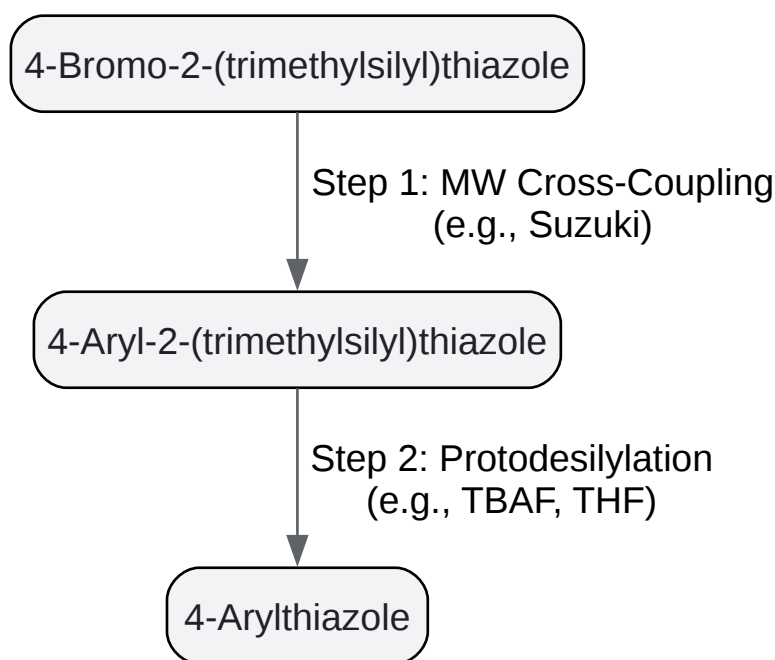 4-Bromo-2-(trimethylsilyl)thiazole
Step 1: MW Cross-Coupling
(e.g., Suzuki)
4-Aryl-2-(trimethylsilyl)thiazole
Step 2: Protodesilylation
(e.g., TBAF, THF)
4-Arylthiazole